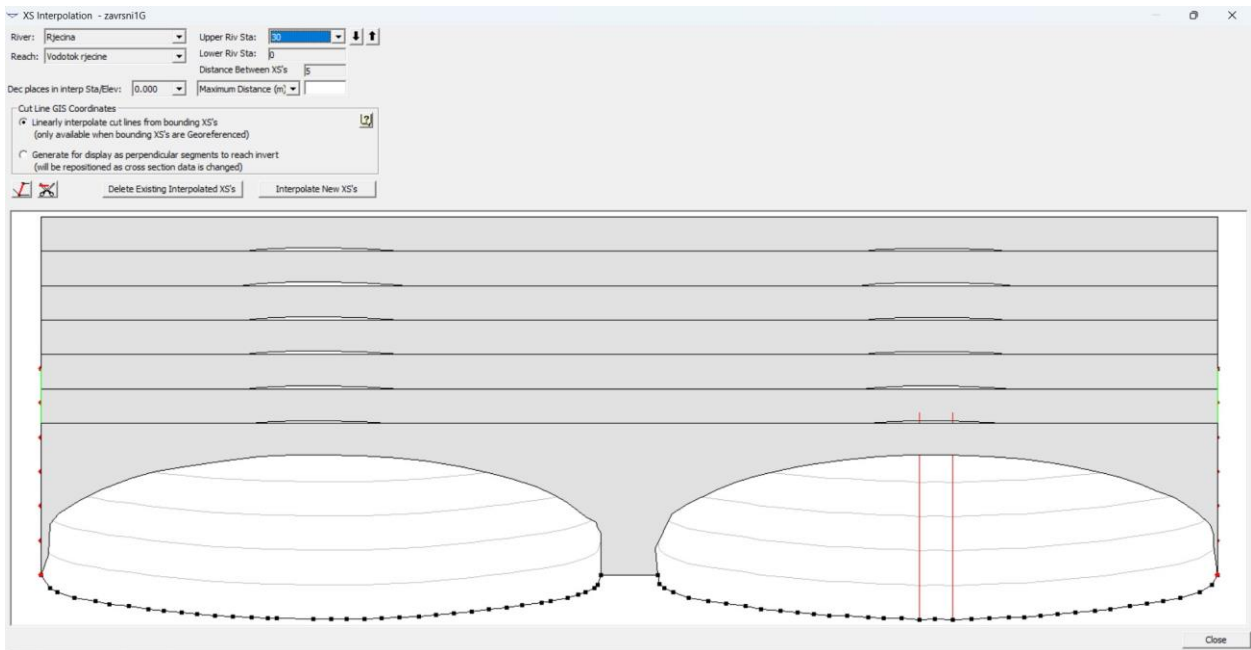 XS Interpolation - zavrsni1G
River: Rjecina Upper Riv Sta: 30
Reach: Vodotok rjecine Lower Riv Sta: 0
Distance Between XS's 5
Dec places in interp Sta/Elev: 0.000 Maximum Distance (m)
Cut Line GIS Coordinates
Linearly interpolate cut lines from bounding XS's
(only available when bounding XS's are Georeferenced)
Generate for display as perpendicular segments to reach invert
(will be repositioned as cross section data is changed)
Delete Existing Interpolated XS's Interpolate New XS's
Close